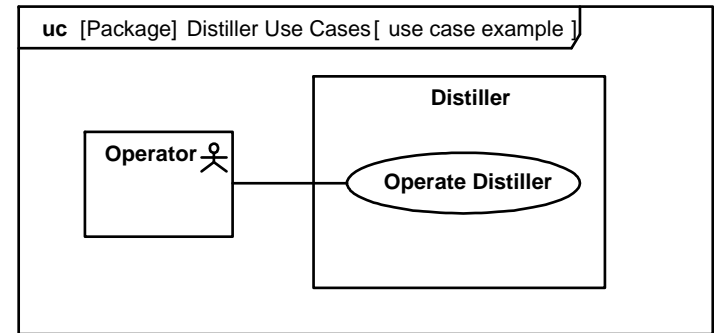 uc [Package] Distiller Use Cases [ use case example ]
Distiller
Operator
Operate Distiller